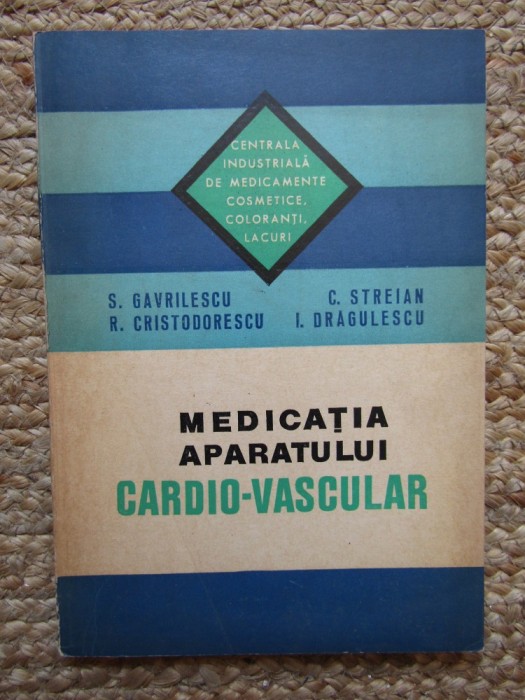 CENTRALA
INDUSTRIALĂ
DE MEDICAMENTE
COSMETICE,
COLORANȚI,
LACURI
S. GAVRILESCU C. STREIAN
R. CRISTODORESCU I. DRAGULESCU
MEDICAȚIA
APARATULUI
CARDIO-VASCULAR